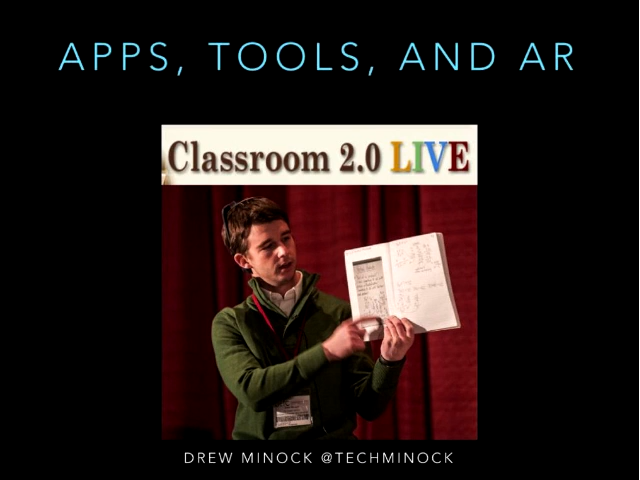 APPS, TOOLS, AND AR
Classroom 2.0 LIVE
DREW MINOCK @TECHMINOCK